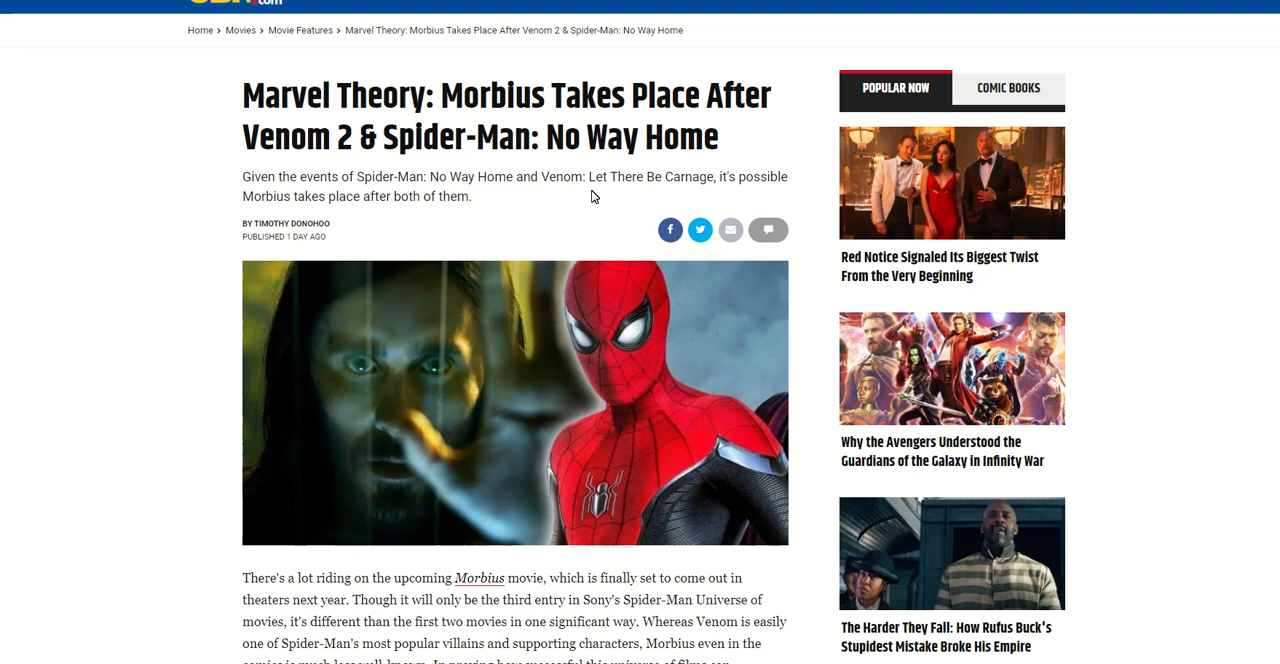 .com
Home > Movies > Movie Features > Marvel Theory: Morbius Takes Place After Venom 2 & Spider-Man: No Way Home
Marvel Theory: Morbius Takes Place After
Venom 2 & Spider-Man: No Way Home
Given the events of Spider-Man: No Way Home and Venom: Let There Be Carnage, it's possible
Morbius takes place after both of them.
BY TIMOTHY DONOHOO
PUBLISHED 1 DAY AGO
There's a lot riding on the upcoming Morbius movie, which is finally set to come out in
theaters next year. Though it will only be the third entry in Sony's Spider-Man Universe of
movies, it's different than the first two movies in one significant way. Whereas Venom is easily
one of Spider-Man's most popular villains and supporting characters, Morbius even in the
POPULAR NOW
COMIC BOOKS
Red Notice Signaled Its Biggest Twist
From the Very Beginning
Why the Avengers Understood the
Guardians of the Galaxy in Infinity War
The Harder They Fall: How Rufus Buck's
Stupidest Mistake Broke His Empire